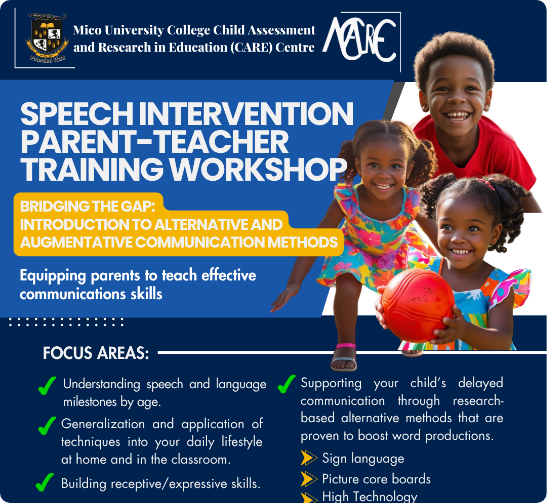 Mico University College Child Assessment
and Research in Education (CARE) Centre
CARE
SPEECH INTERVENTION
PARENT-TEACHER
TRAINING WORKSHOP
BRIDGING THE GAP:
INTRODUCTION TO ALTERNATIVE AND
AUGMENTATIVE COMMUNICATION METHODS
Equipping parents to teach effective
communications skills
FOCUS AREAS:
Understanding speech and language
milestones by age.
Generalization and application of
techniques into your daily lifestyle
at home and in the classroom.
Building receptive/expressive skills.
Supporting your child's delayed
communication through research-
based alternative methods that are
proven to boost word productions.
Sign language
Picture core boards
High Technology